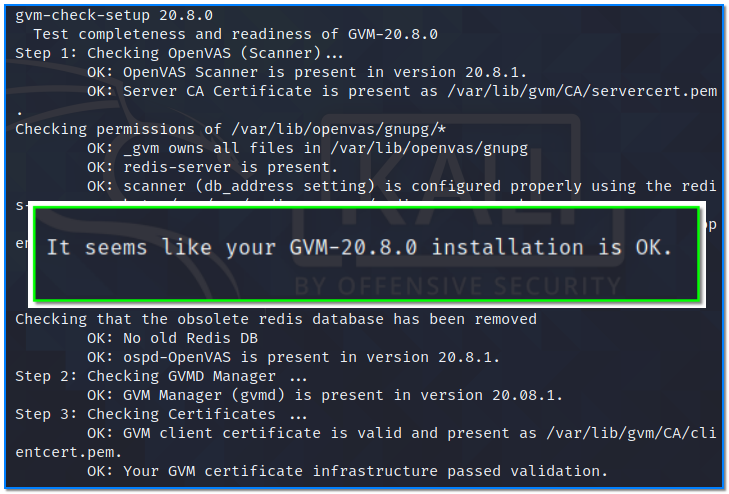 gvm-check-setup 20.8.0
Test completeness and readiness of GVM-20.8.0
Step 1: Checking OpenVAS (Scanner)...
OK: OpenVAS Scanner is present in version 20.8.1.
OK: Server CA Certificate is present as /var/lib/gvm/CA/servercert.pem
.
Checking permissions of /var/lib/openvas/gnupg/*
OK: _gvm owns all files in /var/lib/openvas/gnupg
OK: redis-server is present.
OK: scanner (db_address setting) is configured properly using the redi
s-
It seems like your GVM-20.8.0 installation is OK.
KALI
BY OFFENSIVE SECURITY
Checking that the obsolete redis database has been removed
OK: No old Redis DB
OK: ospd-OpenVAS is present in version 20.8.1.
Step 2: Checking GVMD Manager ...
OK: GVM Manager (gvmd) is present in version 20.08.1.
Step 3: Checking Certificates ...
OK: GVM client certificate is valid and present as /var/lib/gvm/CA/cli
entcert.pem.
OK: Your GVM certificate infrastructure passed validation.